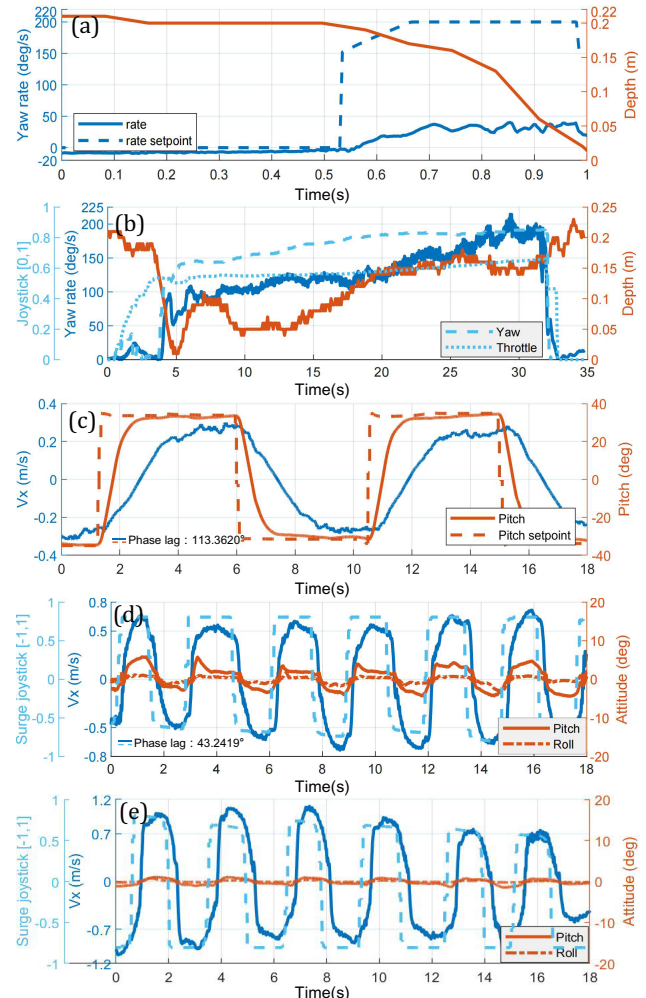 (a)
Yaw rate (deg/s)
220
200
150
100
50
0
-20
rate
rate setpoint
0.22
0.2
0.15
0.1
0.05
0
Depth (m)
0 0.1 0.2 0.3 0.4 0.5 0.6 0.7 0.8 0.9 1
Time(s)
(b)
Joystick [0,1]
1
0.8
0.6
0.4
0.2
0
Yaw rate (deg/s)
225
200
150
100
50
0
Yaw
Throttle
0.25
0.2
0.15
0.1
0.05
0
Depth (m)
0 5 10 15 20 25 30 35
Time(s)
(c)
Vx (m/s)
0.4
0.2
0
-0.2
-0.4
Phase lag : 113.3620°
Pitch
Pitch setpoint
40
20
0
-20
-40
Pitch (deg)
0 2 4 6 8 10 12 14 16 18
Time(s)
(d)
Surge joystick [-1,1]
1
0.5
0
-0.5
-1
Vx (m/s)
0.8
0.5
0
-0.5
-0.8
Phase lag : 43.2419°
Pitch
Roll
20
10
0
-10
-20
Attitude (deg)
0 2 4 6 8 10 12 14 16 18
Time(s)
(e)
Surge joystick [-1,1]
1
0.5
0
-0.5
-1
Vx (m/s)
1.2
0.7
0
-0.7
-1.2
Pitch
Roll
20
10
0
-10
-20
Attitude (deg)
0 2 4 6 8 10 12 14 16 18
Time(s)